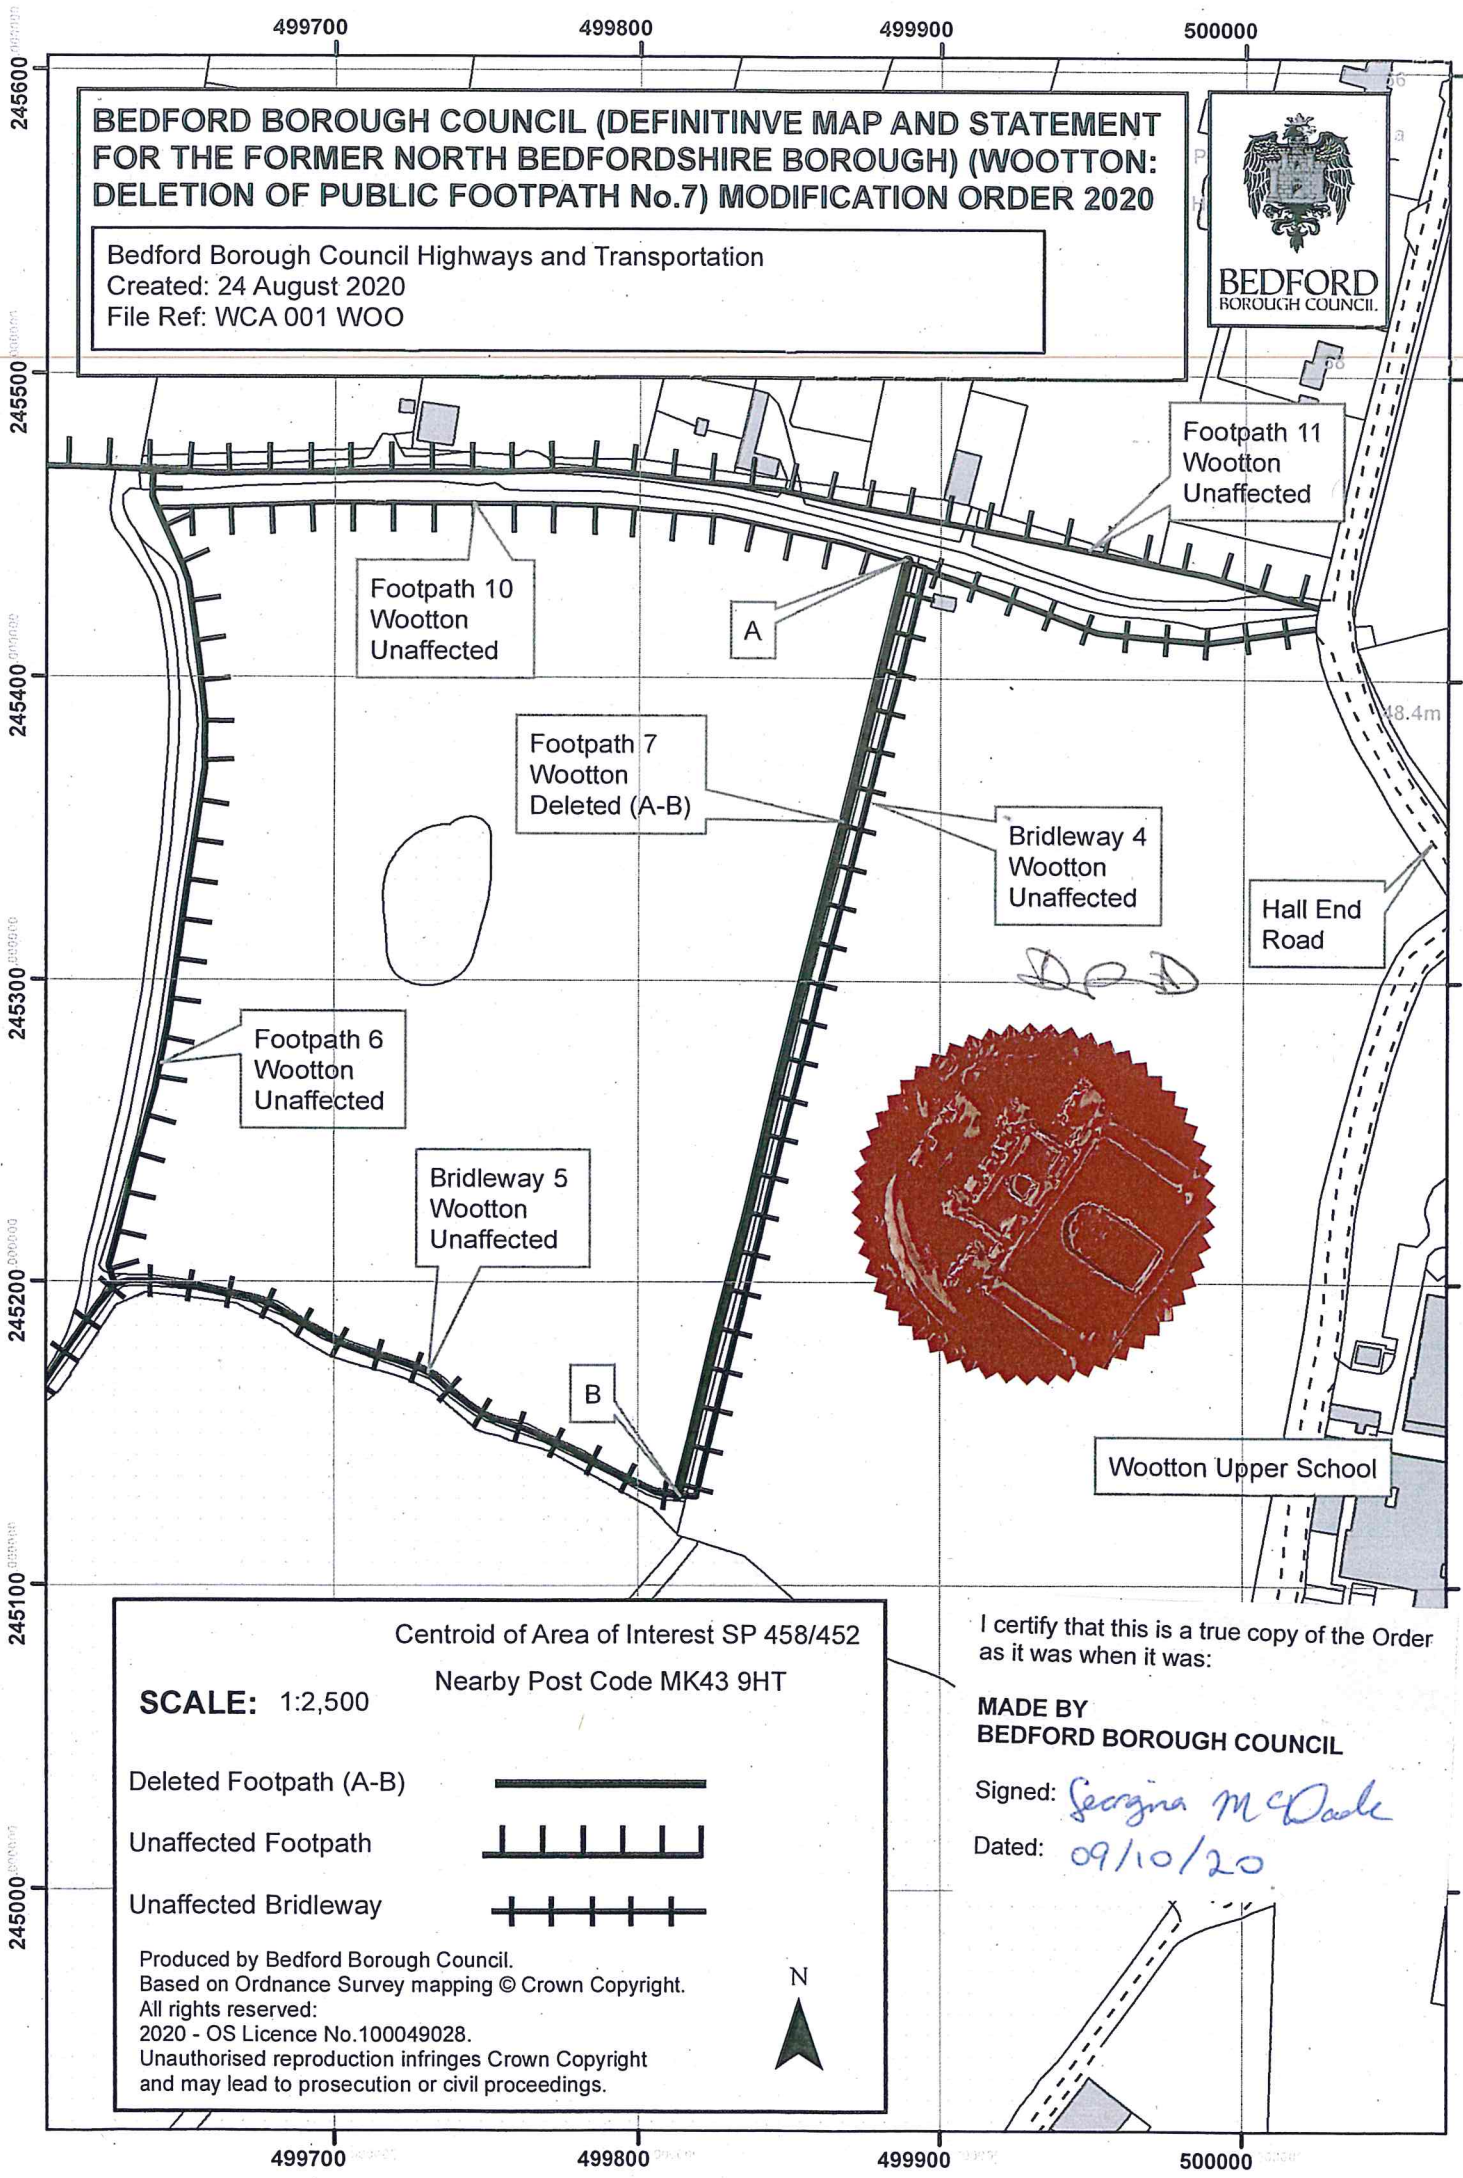 499700 499800 499900 500000
245600
BEDFORD BOROUGH COUNCIL (DEFINITINVE MAP AND STATEMENT
FOR THE FORMER NORTH BEDFORDSHIRE BOROUGH) (WOOTTON:
DELETION OF PUBLIC FOOTPATH No.7) MODIFICATION ORDER 2020
Bedford Borough Council Highways and Transportation
Created: 24 August 2020
File Ref: WCA 001 WOO
BEDFORD
BOROUGH COUNCIL
245500
Footpath 11
Wootton
Unaffected
Footpath 10
Wootton
Unaffected
A
245400
48.4m
Footpath 7
Wootton
Deleted (A-B)
Bridleway 4
Wootton
Unaffected
Hall End
Road
245300
Footpath 6
Wootton
Unaffected
Bridleway 5
Wootton
Unaffected
245200
B
Wootton Upper School
245100
Centroid of Area of Interest SP 458/452
Nearby Post Code MK43 9HT
SCALE: 1:2,500
Deleted Footpath (A-B)
Unaffected Footpath
Unaffected Bridleway
Produced by Bedford Borough Council.
Based on Ordnance Survey mapping © Crown Copyright.
All rights reserved:
2020 - OS Licence No.100049028.
Unauthorised reproduction infringes Crown Copyright
and may lead to prosecution or civil proceedings.
N
I certify that this is a true copy of the Order
as it was when it was:
MADE BY
BEDFORD BOROUGH COUNCIL
Signed: Georgina
Dated: 09/10/20
245000
499700 499800 499900 500000